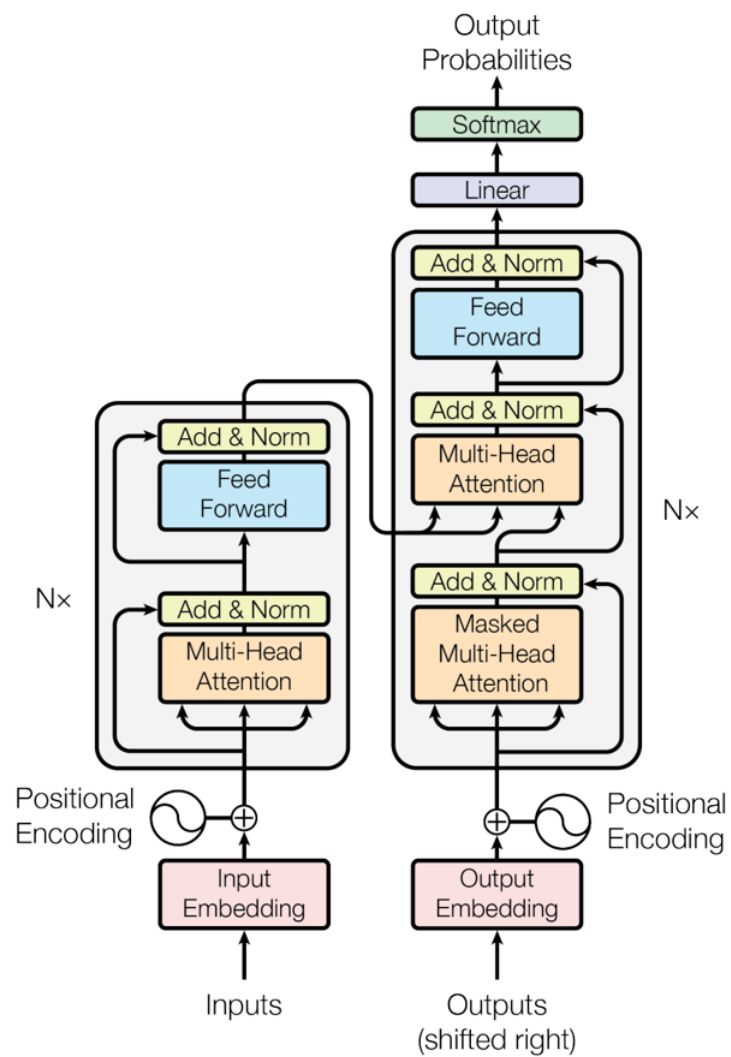 Output
Probabilities
Softmax
Linear
Add & Norm
Feed
Forward
Add & Norm
Multi-Head
Attention
Add & Norm
Masked
Multi-Head
Attention
N×
Add & Norm
Feed
Forward
Add & Norm
Multi-Head
Attention
N×
Positional
Encoding
Positional
Encoding
Input
Embedding
Output
Embedding
Inputs
Outputs
(shifted right)